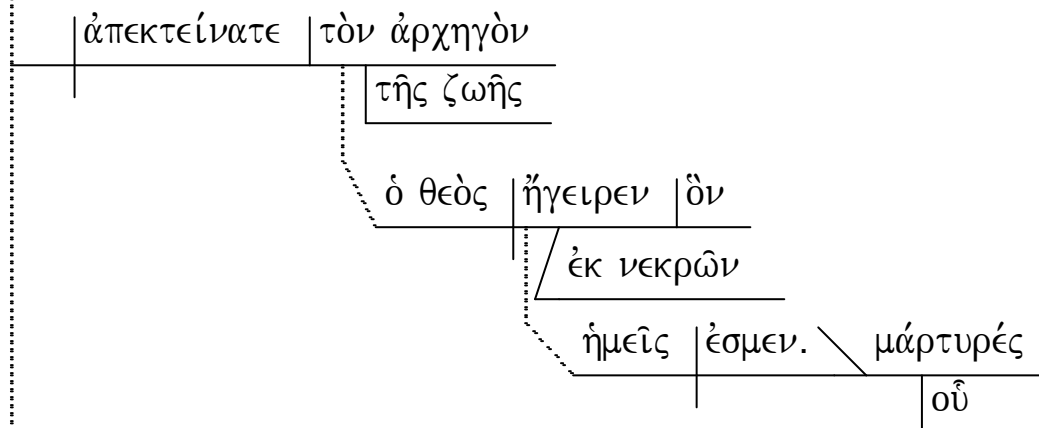 ἀπεκτείνατε τὸν ἀρχηγὸν
τῆς ζωῆς
ὁ θεὸς ἤγειρεν ὃν
ἐκ νεκρῶν
ἡμεῖς ἐσμεν. μάρτυρές
οὗ